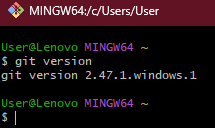 MINGW64:/c/Users/User
User@Lenovo MINGW64 ~
$ git version
git version 2.47.1.windows.1
User@Lenovo MINGW64 ~
$